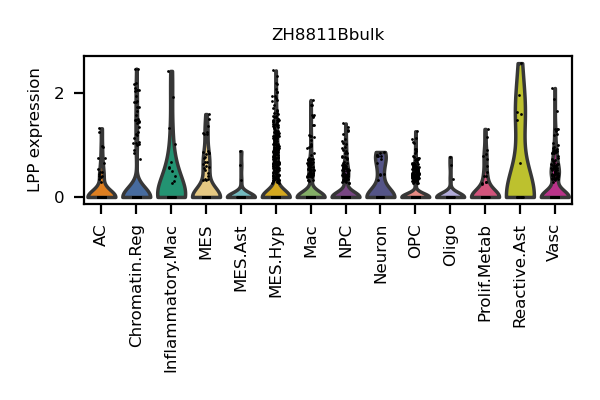 ZH8811Bbulk
LPP expression
2
0
AC
Chromatin.Reg
Inflammatory.Mac
MES
MES.Ast
MES.Hyp
Mac
NPC
Neuron
OPC
Oligo
Prolif.Metab
Reactive.Ast
Vasc